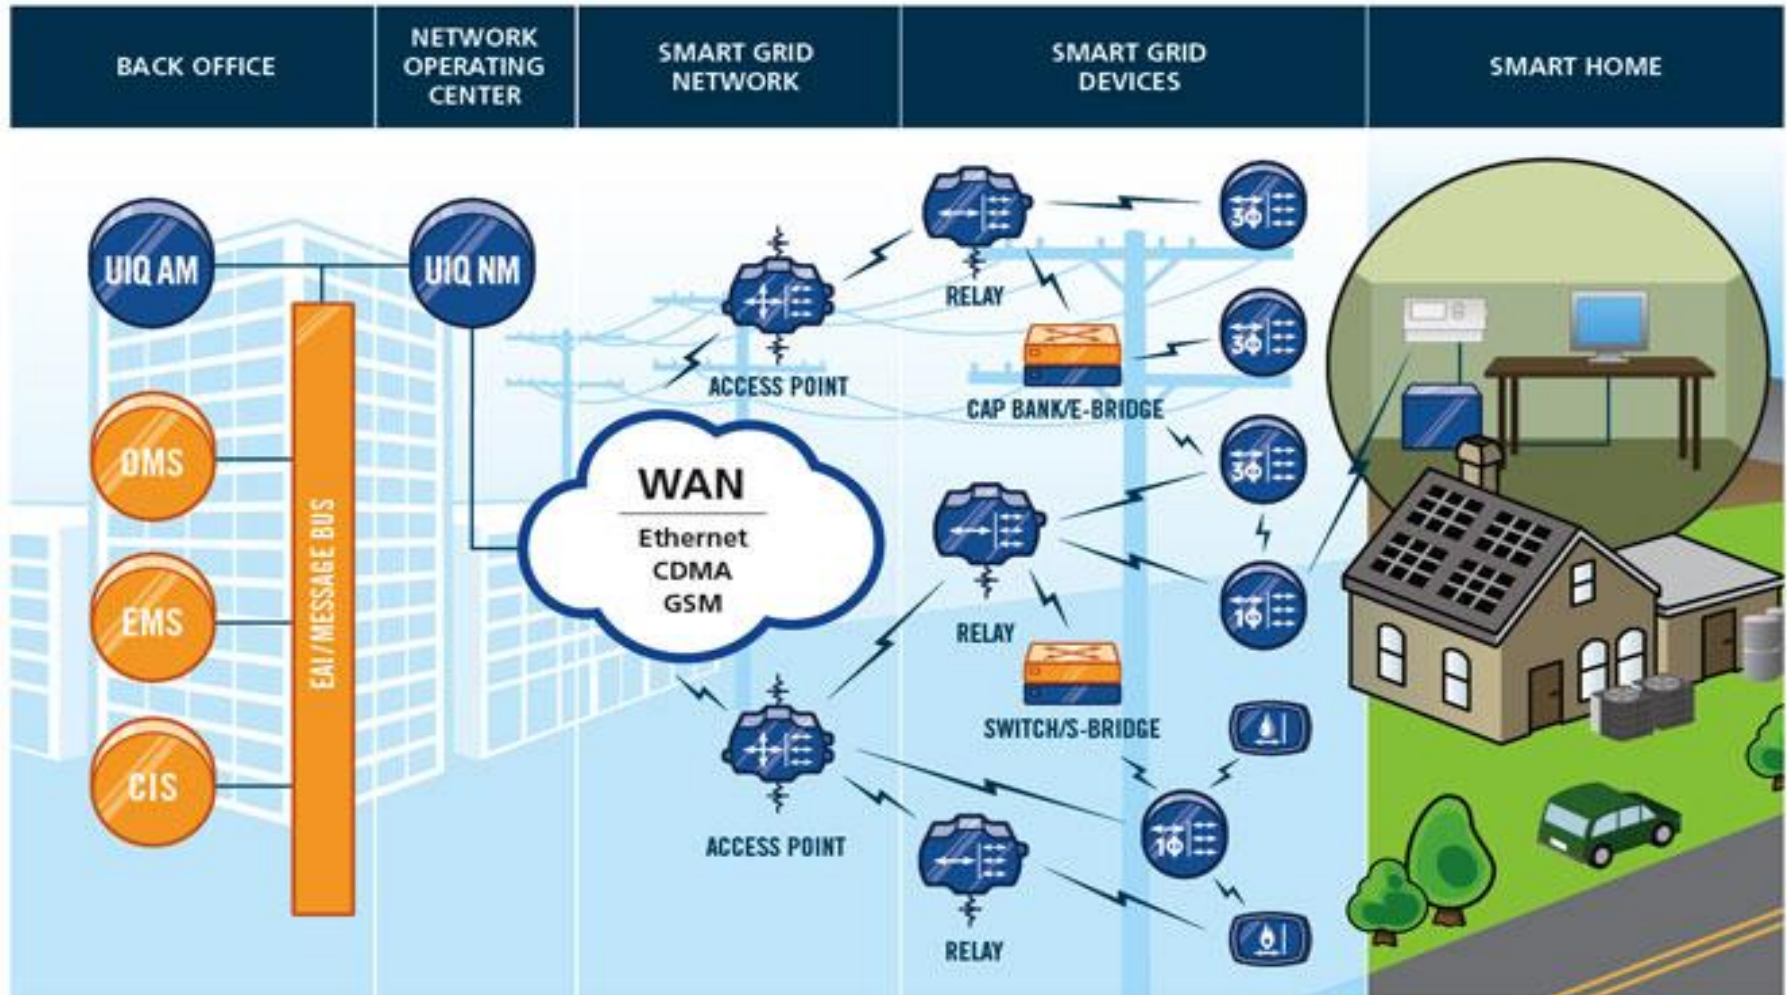 BACK OFFICE
NETWORK
OPERATING
CENTER
SMART GRID
NETWORK
SMART GRID
DEVICES
SMART HOME
UIQ AM
UIQ NM
OMS
EMS
CIS
EAI/MESSAGE BUS
WAN
Ethernet
CDMA
GSM
ACCESS POINT
ACCESS POINT
RELAY
CAP BANK/E-BRIDGE
RELAY
SWITCH/S-BRIDGE
RELAY
3Φ
3Φ
3Φ
1Φ
1Φ